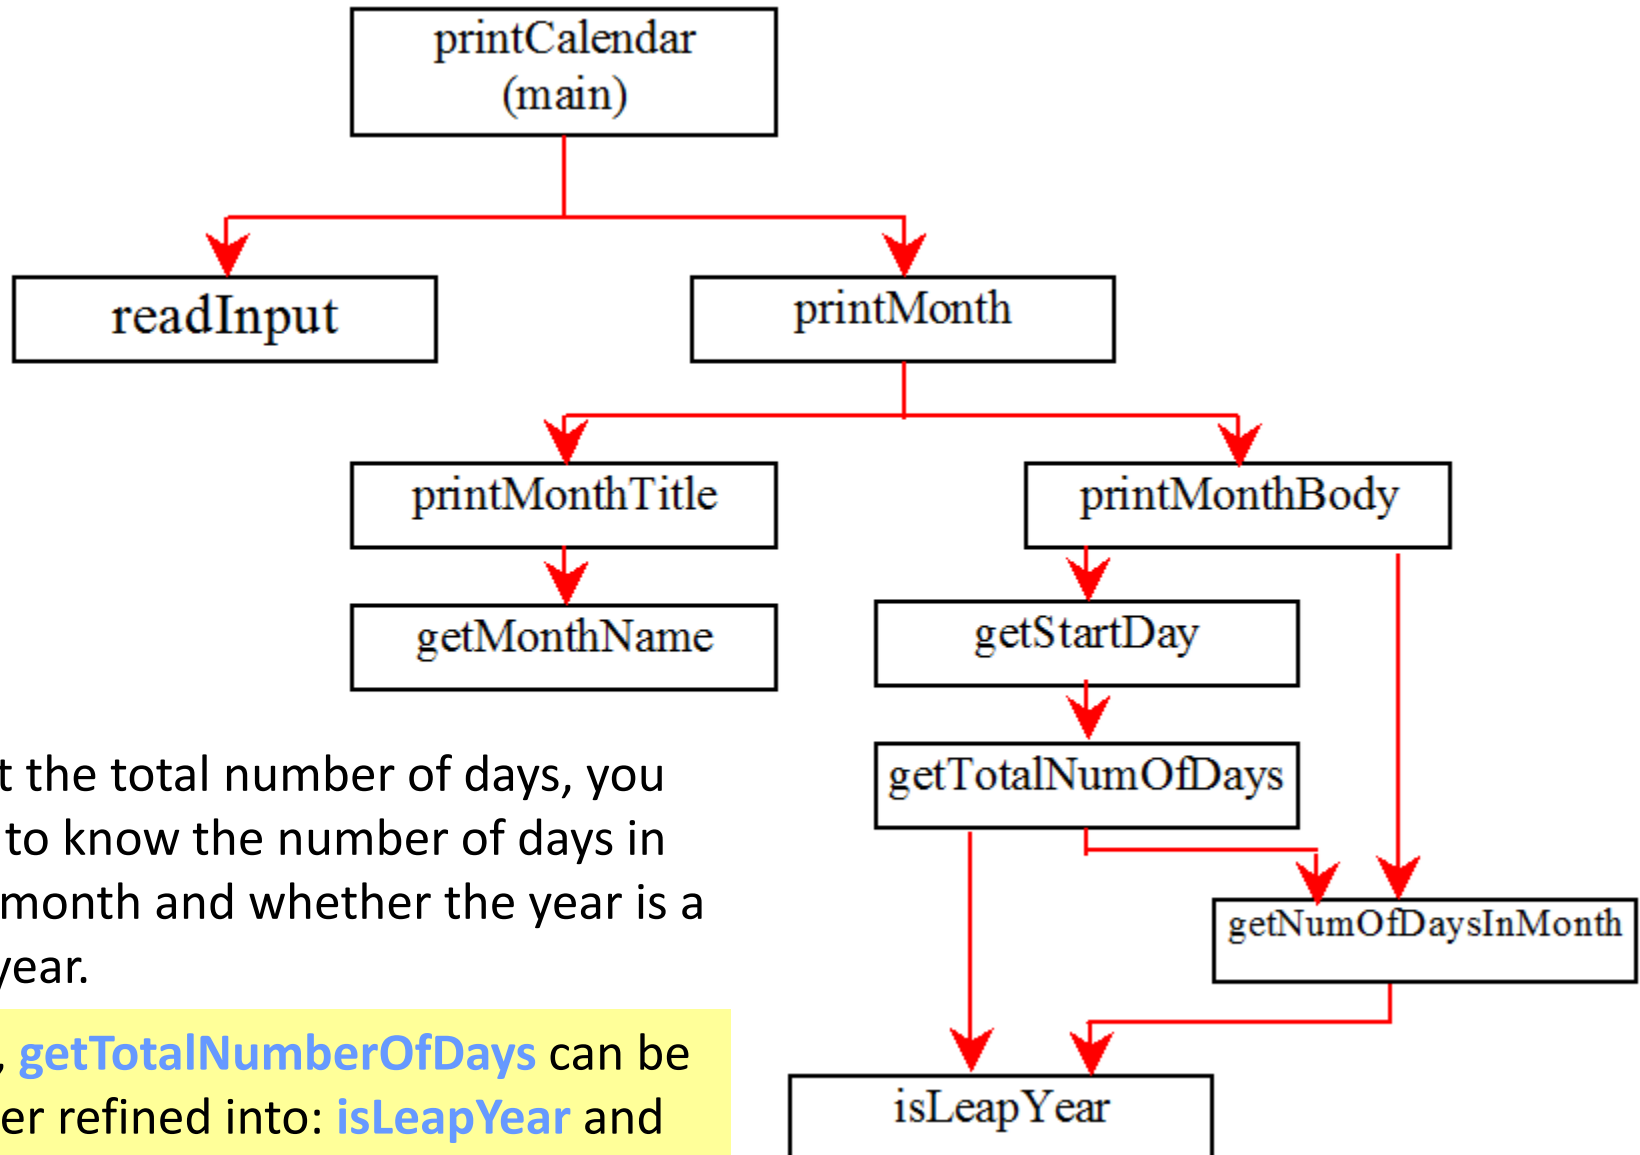 printCalendar
(main)
readInput
printMonth
printMonthTitle
printMonthBody
getMonthName
getStartDay
getTotalNumOfDays
getNumOfDaysInMonth
isLeapYear
t the total number of days, you
to know the number of days in
month and whether the year is a
year.
, getTotalNumberOfDays can be
er refined into: isLeapYear and